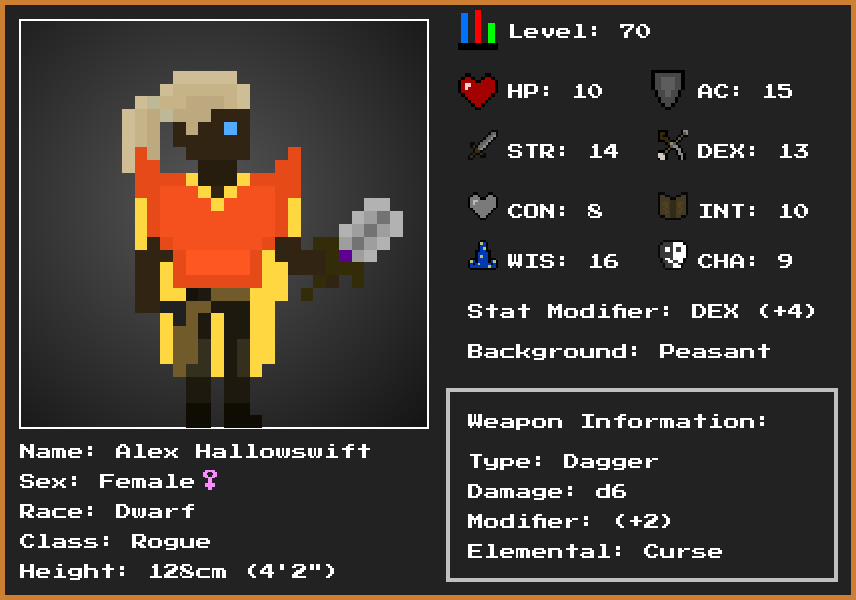 Level: 70
HP: 10
AC: 15
STR: 14
DEX: 13
CON: 8
INT: 10
WIS: 16
CHA: 9
Stat Modifier: DEX (+4)
Background: Peasant
Weapon Information:
Type: Dagger
Damage: d6
Modifier: (+2)
Elemental: Curse
Name: Alex Hallowswift
Sex: Female♀
Race: Dwarf
Class: Rogue
Height: 128cm (4'2")